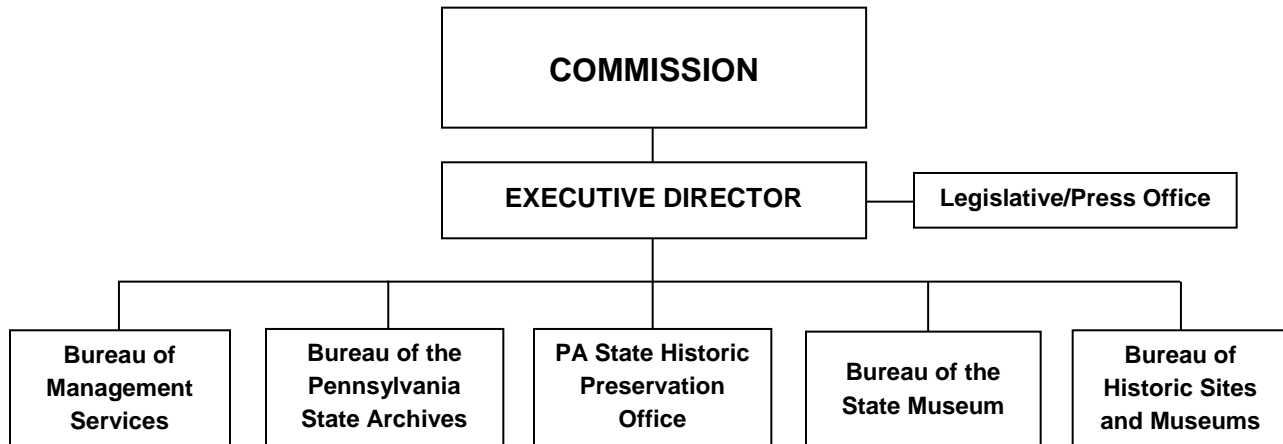 COMMISSION
EXECUTIVE DIRECTOR
Legislative/Press Office
Bureau of
Management
Services
Bureau of the
Pennsylvania
State Archives
PA State Historic
Preservation
Office
Bureau of the
State Museum
Bureau of
Historic Sites
and Museums